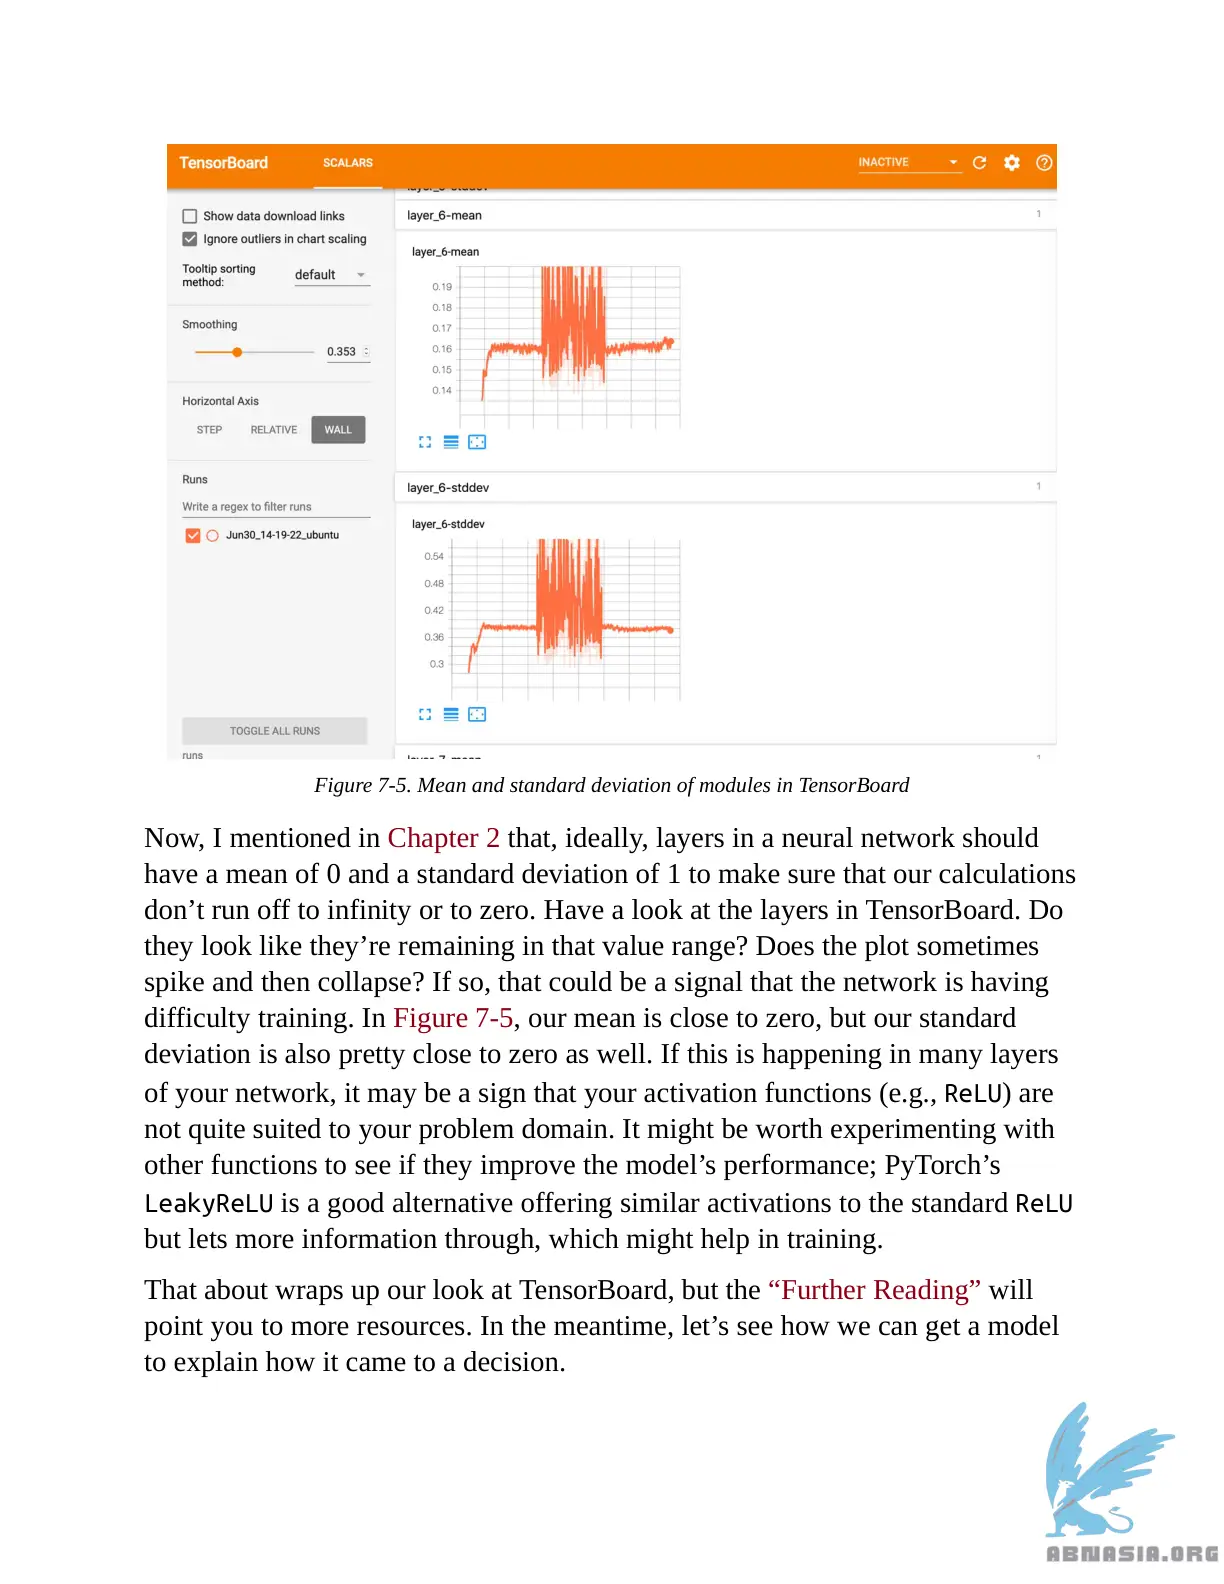 TensorBoard SCALARS INACTIVE
layer_6-stddev
Show data download links
Ignore outliers in chart scaling
Tooltip sorting
method: default
Smoothing
0.353
Horizontal Axis
STEP RELATIVE WALL
Runs
Write a regex to filter runs
Jun30_14-19-22_ubuntu
TOGGLE ALL RUNS
runs
layer_6-mean 1
layer_6-mean
0.19
0.18
0.17
0.16
0.15
0.14
layer_6-stddev 1
layer_6-stddev
0.54
0.48
0.42
0.36
0.3
layer_7-mean 1
Figure 7-5. Mean and standard deviation of modules in TensorBoard
Now, I mentioned in Chapter 2 that, ideally, layers in a neural network should
have a mean of 0 and a standard deviation of 1 to make sure that our calculations
don’t run off to infinity or to zero. Have a look at the layers in TensorBoard. Do
they look like they’re remaining in that value range? Does the plot sometimes
spike and then collapse? If so, that could be a signal that the network is having
difficulty training. In Figure 7-5, our mean is close to zero, but our standard
deviation is also pretty close to zero as well. If this is happening in many layers
of your network, it may be a sign that your activation functions (e.g., ReLU) are
not quite suited to your problem domain. It might be worth experimenting with
other functions to see if they improve the model’s performance; PyTorch’s
LeakyReLU is a good alternative offering similar activations to the standard ReLU
but lets more information through, which might help in training.
That about wraps up our look at TensorBoard, but the “Further Reading” will
point you to more resources. In the meantime, let’s see how we can get a model
to explain how it came to a decision.
ABNASIA.ORG